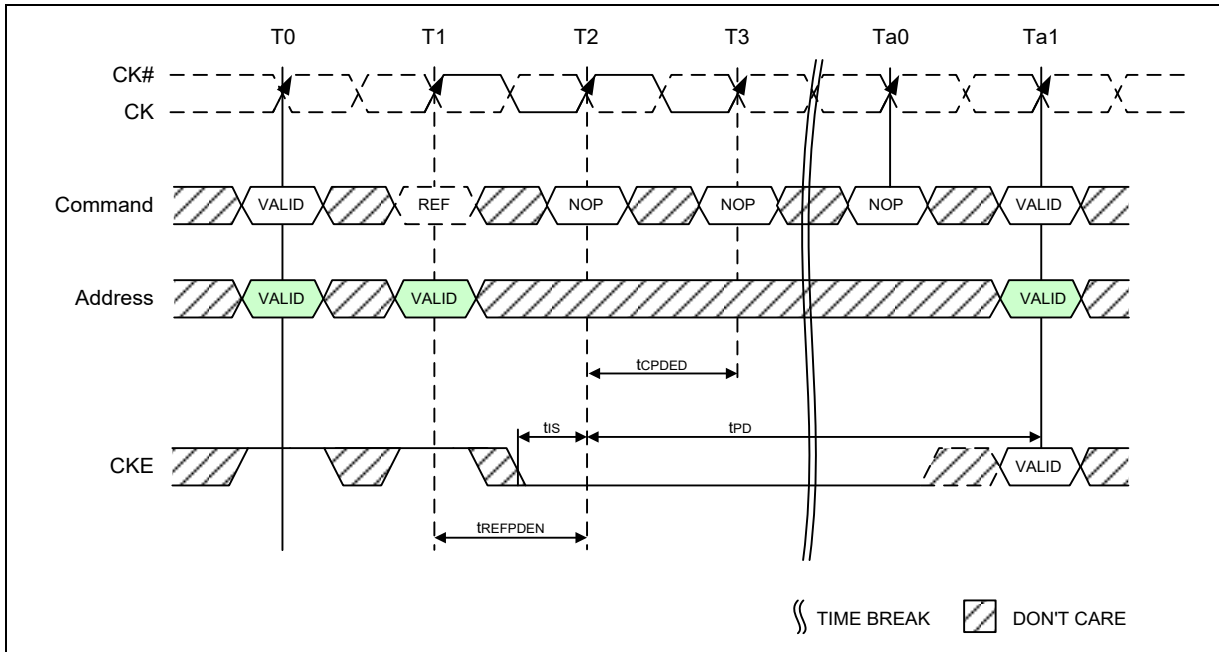 T0 T1 T2 T3 Ta0 Ta1
CK#
CK
Command VALID REF NOP NOP NOP VALID
Address VALID VALID VALID
tCPDED
tIS tPD
CKE VALID
tREFPDEN
TIME BREAK DON'T CARE